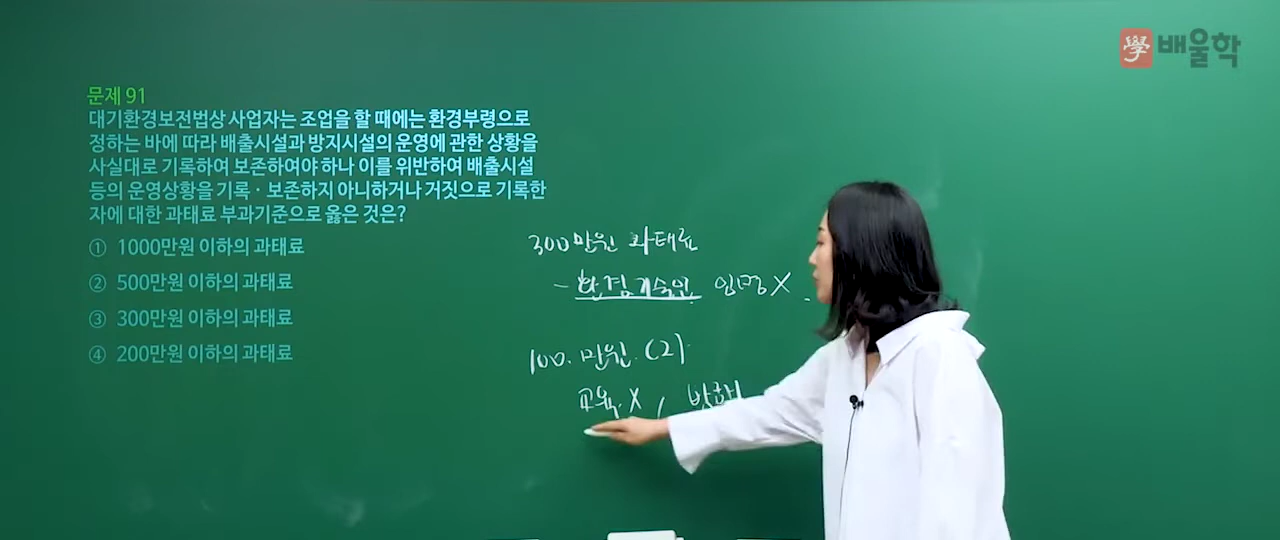 學 배울학
문제 91
대기환경보전법상 사업자는 조업을 할 때에는 환경부령으로
정하는 바에 따라 배출시설과 방지시설의 운영에 관한 상황을
사실대로 기록하여 보존하여야 하나 이를 위반하여 배출시설
등의 운영상황을 기록 · 보존하지 아니하거나 거짓으로 기록한
자에 대한 과태료 부과기준으로 옳은 것은?
① 1000만원 이하의 과태료
② 500만원 이하의 과태료
③ 300만원 이하의 과태료
④ 200만원 이하의 과태료
300만원 과태료
- 환경기술인 임명 X
100.만원 (2)
교육 X,